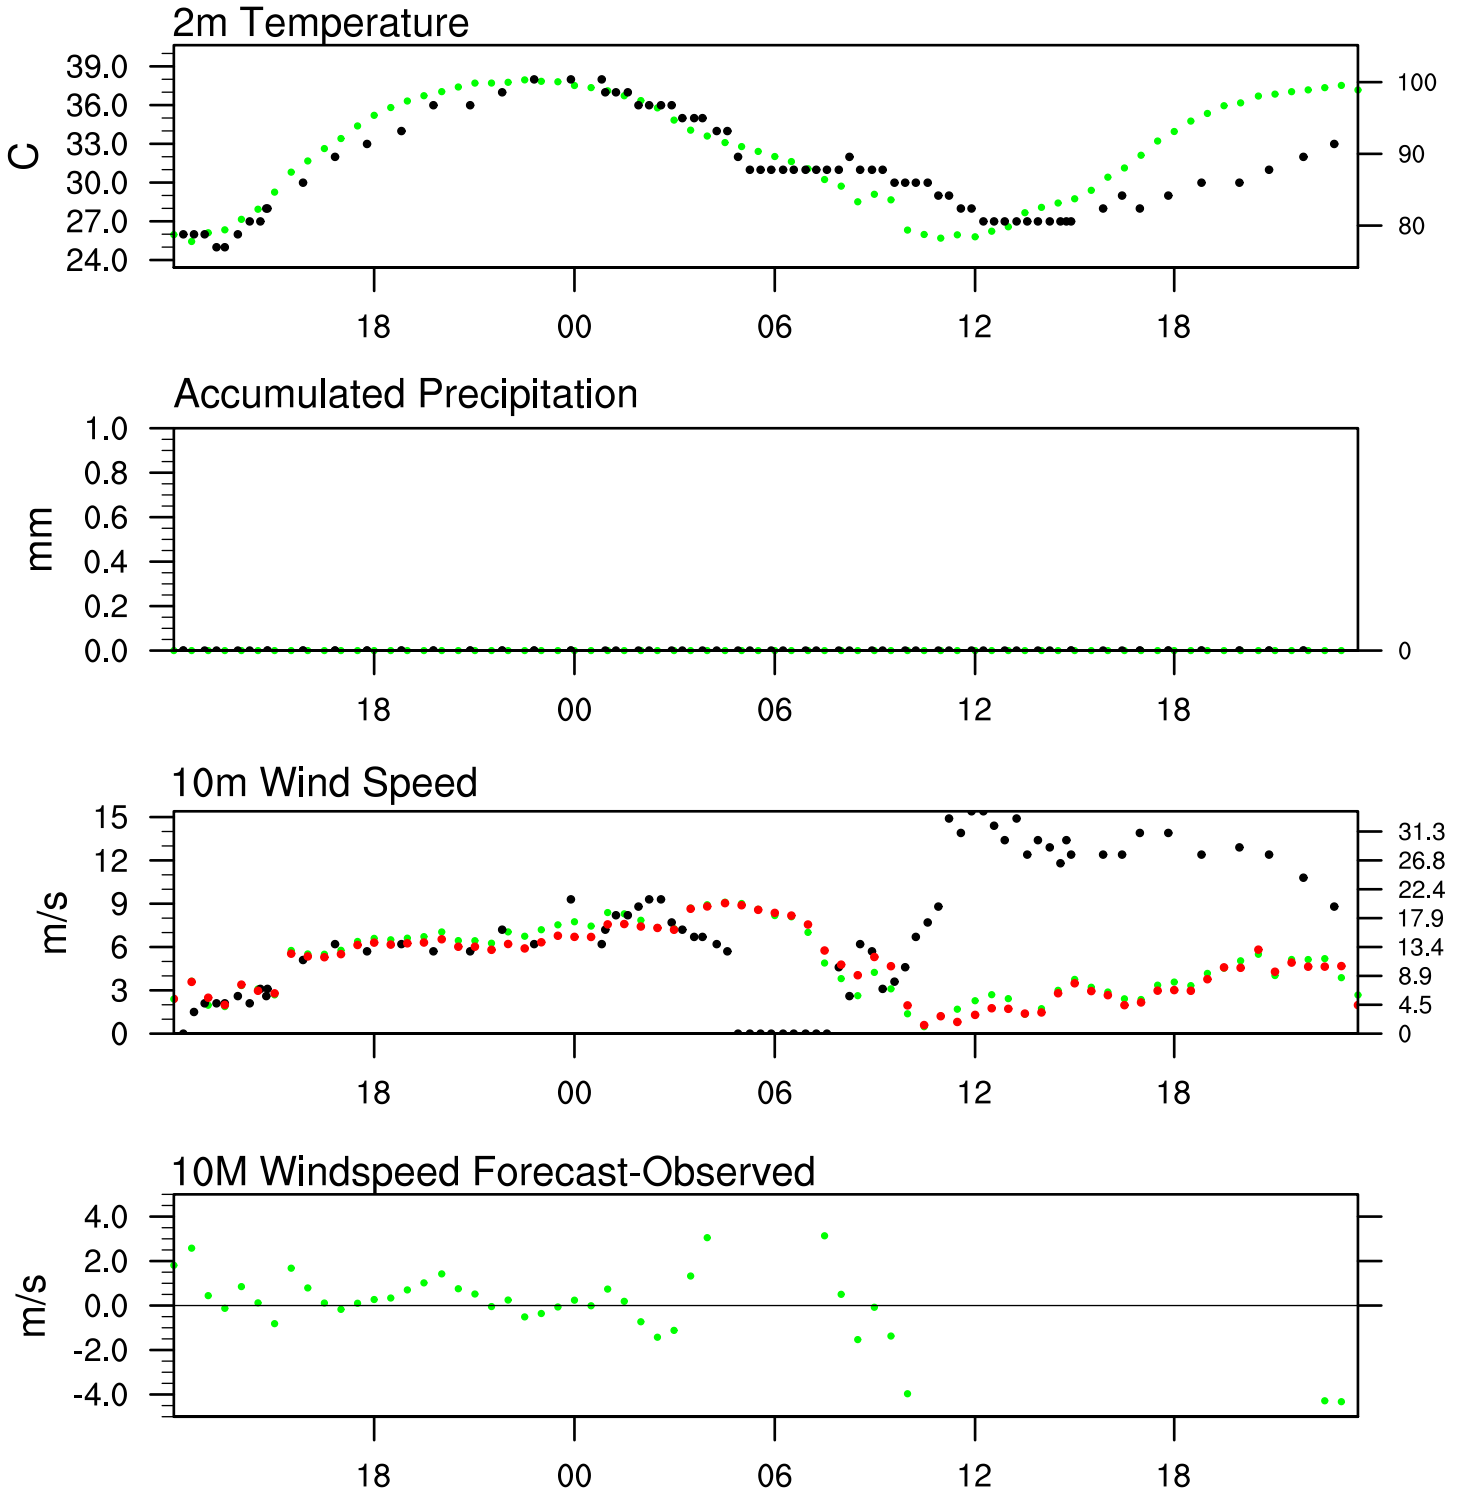 2m Temperature
39.0
36.0
33.0
30.0
27.0
24.0
C
100
90
80
18 00 06 12 18
Accumulated Precipitation
1.0
0.8
0.6
0.4
0.2
0.0
mm
0
18 00 06 12 18
10m Wind Speed
15
12
9
6
3
0
m/s
31.3
26.8
22.4
17.9
13.4
8.9
4.5
0
18 00 06 12 18
10M Windspeed Forecast-Observed
4.0
2.0
0.0
-2.0
-4.0
m/s
18 00 06 12 18